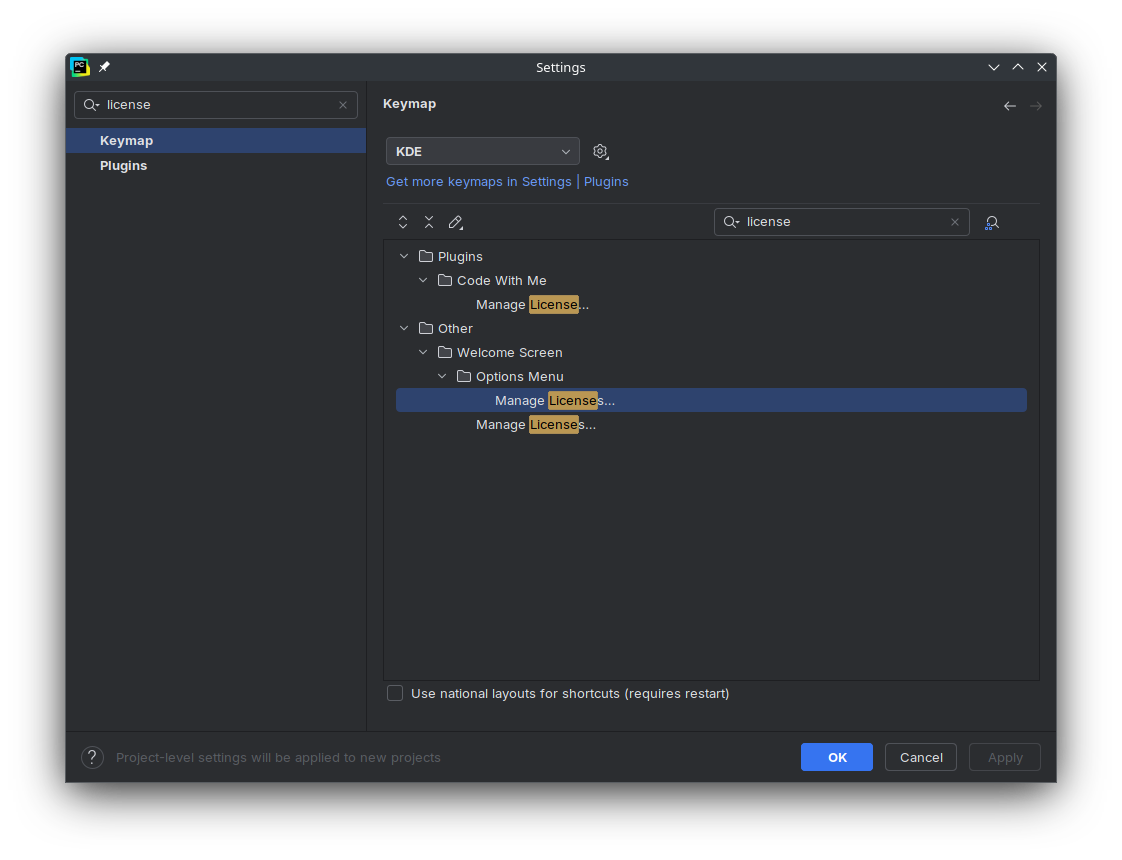 PC
Settings
license
Keymap
Plugins
Keymap
KDE
Get more keymaps in Settings | Plugins
license
Plugins
Code With Me
Manage License...
Other
Welcome Screen
Options Menu
Manage Licenses...
Manage Licenses...
Use national layouts for shortcuts (requires restart)
? Project-level settings will be applied to new projects
OK
Cancel
Apply